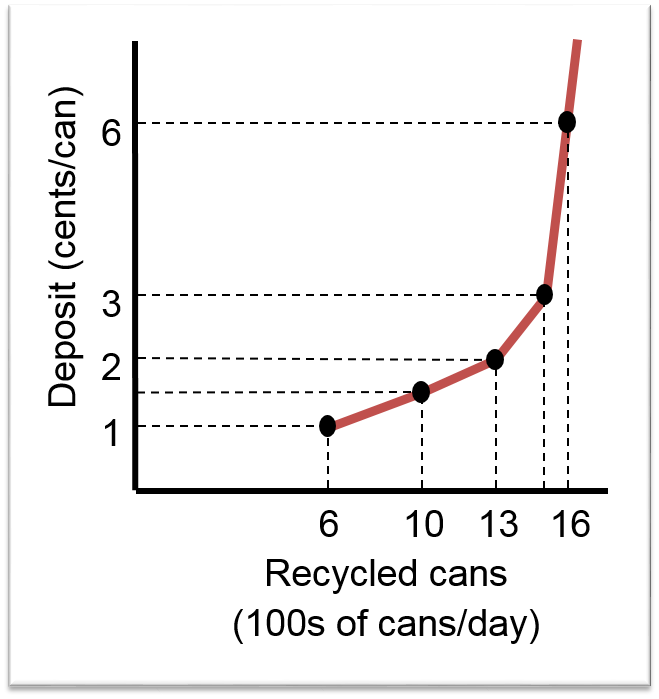 Deposit (cents/can)
6
3
2
1
6 10 13 16
Recycled cans
(100s of cans/day)